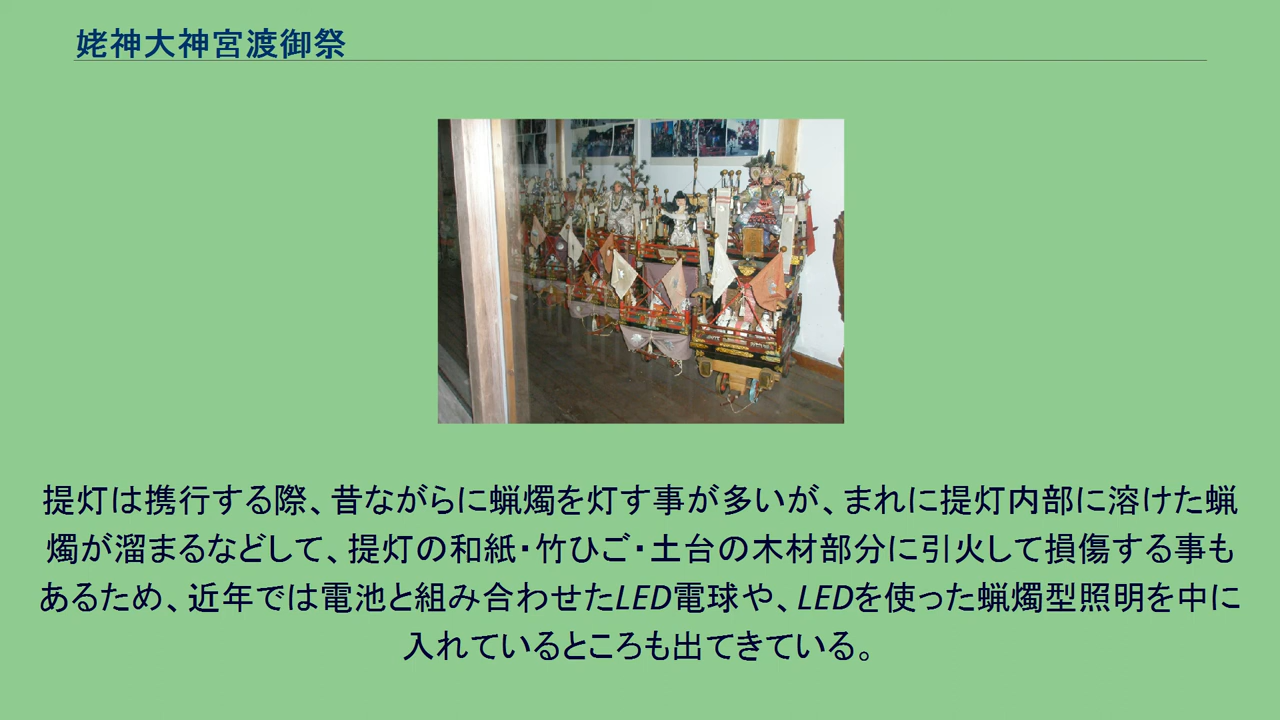 姥神大神宮渡御祭
提灯は携行する際、昔ながらに蝋燭を灯す事が多いが、まれに提灯内部に溶けた蝋
燭が溜まるなどして、提灯の和紙・竹ひご・土台の木材部分に引火して損傷する事も
あるため、近年では電池と組み合わせたLED電球や、LEDを使った蝋燭型照明を中に
入れているところも出てきている。